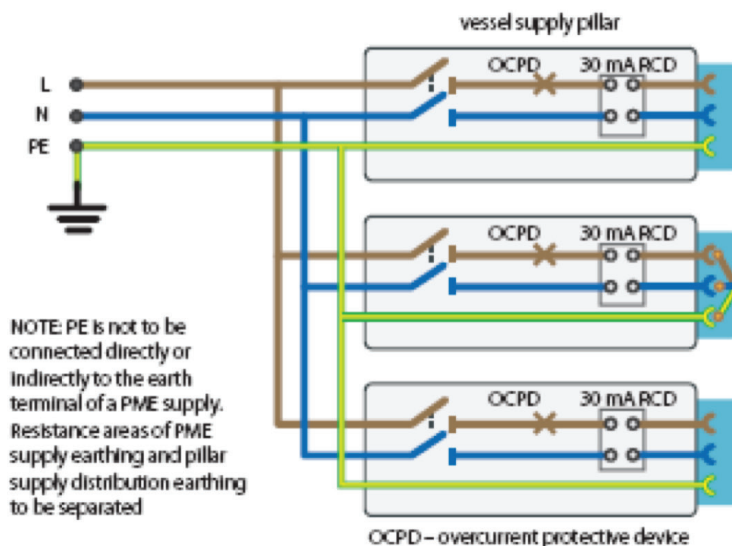 vessel supply pillar
L
N
PE
OCPD 30 mA RCD
OCPD 30 mA RCD
OCPD 30 mA RCD
NOTE: PE is not to be
connected directly or
indirectly to the earth
terminal of a PME supply.
Resistance areas of PME
supply earthing and pillar
supply distribution earthing
to be separated
OCPD – overcurrent protective device